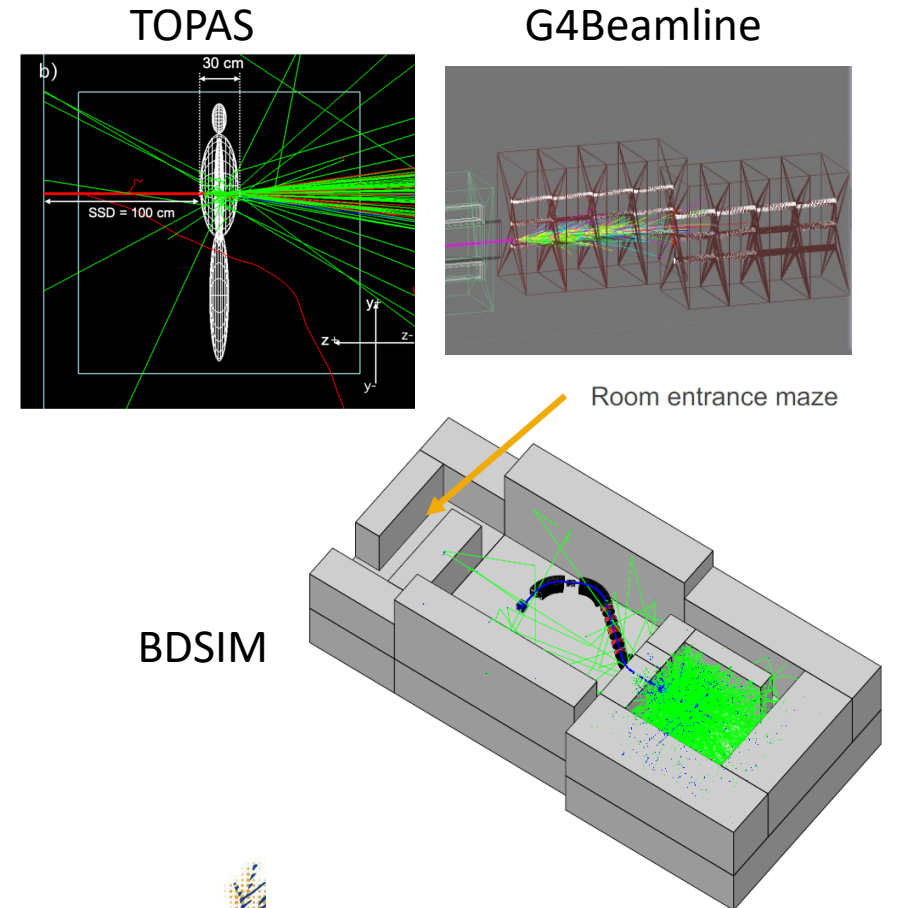 TOPAS
G4Beamline
b)
30 cm
SSD = 100 cm
y+
z+
z-
y-
Room entrance maze
BDSIM